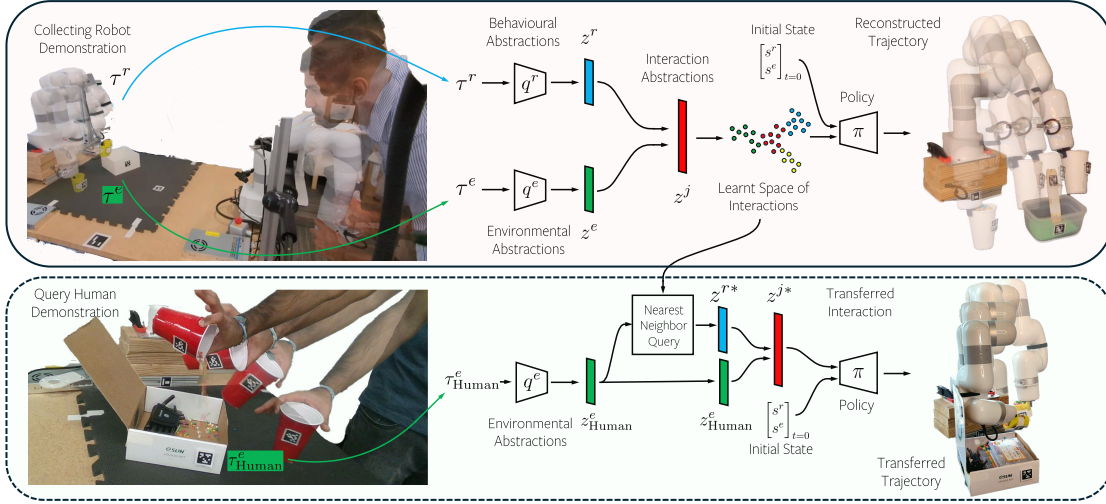 Collecting Robot
Demonstration
τ^r
τ^e
Behavioural
Abstractions
z^r
τ^r
q^r
Interaction
Abstractions
τ^e
q^e
z^j
Environmental
Abstractions
z^e
Learnt Space of
Interactions
Initial State
[s^r
s^e]_{t=0}
Policy
π
Reconstructed
Trajectory
Query Human
Demonstration
eSUN
τ^e_Human
τ^e_Human
q^e
Environmental
Abstractions
z^e_Human
Nearest
Neighbor
Query
z^{r*}
z^{j*}
z^e_Human
[s^r
s^e]_{t=0}
Initial State
π
Policy
Transferred
Interaction
Transferred
Trajectory